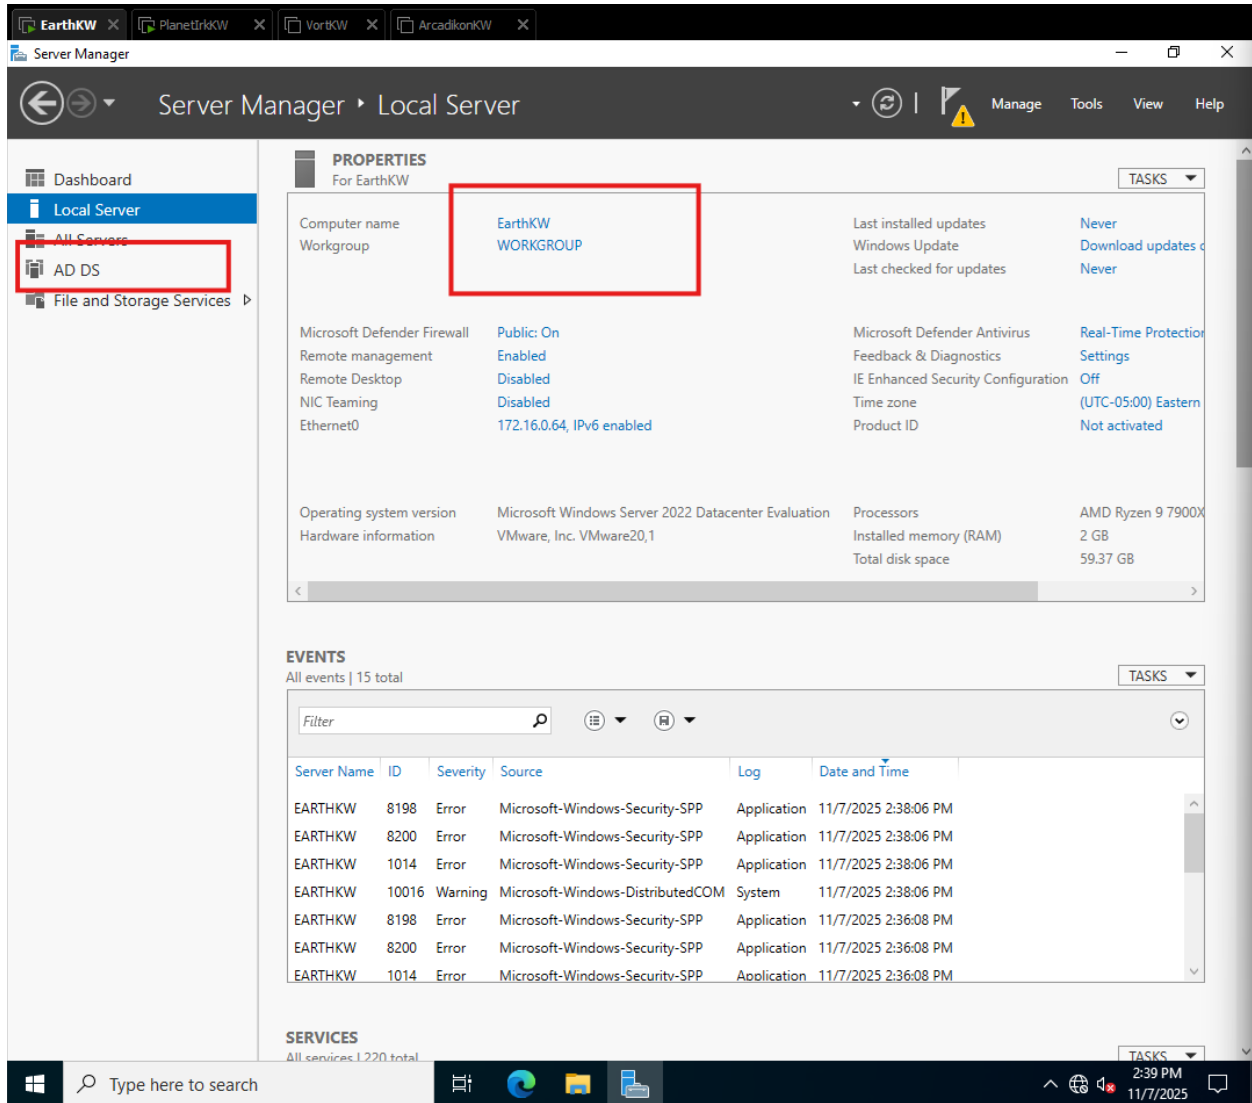 EarthKW PlanetIrkKW VortKW ArcadikonKW
Server Manager
Server Manager Local Server Manage Tools View Help
Dashboard
Local Server
All Servers
AD DS
File and Storage Services
PROPERTIES
For EarthKW
TASKS
Computer name EarthKW Last installed updates Never
Workgroup WORKGROUP Windows Update Download updates o
Last checked for updates Never
Microsoft Defender Firewall Public: On Microsoft Defender Antivirus Real-Time Protection
Remote management Enabled Feedback & Diagnostics Settings
Remote Desktop Disabled IE Enhanced Security Configuration Off
NIC Teaming Disabled Time zone (UTC-05:00) Eastern
Ethernet0 172.16.0.64, IPv6 enabled Product ID Not activated
Operating system version Microsoft Windows Server 2022 Datacenter Evaluation Processors AMD Ryzen 9 7900X
Hardware information VMware, Inc. VMware20,1 Installed memory (RAM) 2 GB
Total disk space 59.37 GB
EVENTS
All events | 15 total
TASKS
Filter
Server Name ID Severity Source Log Date and Time
EARTHKW 8198 Error Microsoft-Windows-Security-SPP Application 11/7/2025 2:38:06 PM
EARTHKW 8200 Error Microsoft-Windows-Security-SPP Application 11/7/2025 2:38:06 PM
EARTHKW 1014 Error Microsoft-Windows-Security-SPP Application 11/7/2025 2:38:06 PM
EARTHKW 10016 Warning Microsoft-Windows-DistributedCOM System 11/7/2025 2:38:06 PM
EARTHKW 8198 Error Microsoft-Windows-Security-SPP Application 11/7/2025 2:36:08 PM
EARTHKW 8200 Error Microsoft-Windows-Security-SPP Application 11/7/2025 2:36:08 PM
EARTHKW 1014 Error Microsoft-Windows-Security-SPP Application 11/7/2025 2:36:08 PM
SERVICES
All services | 220 total
TASKS
Type here to search
2:39 PM
11/7/2025